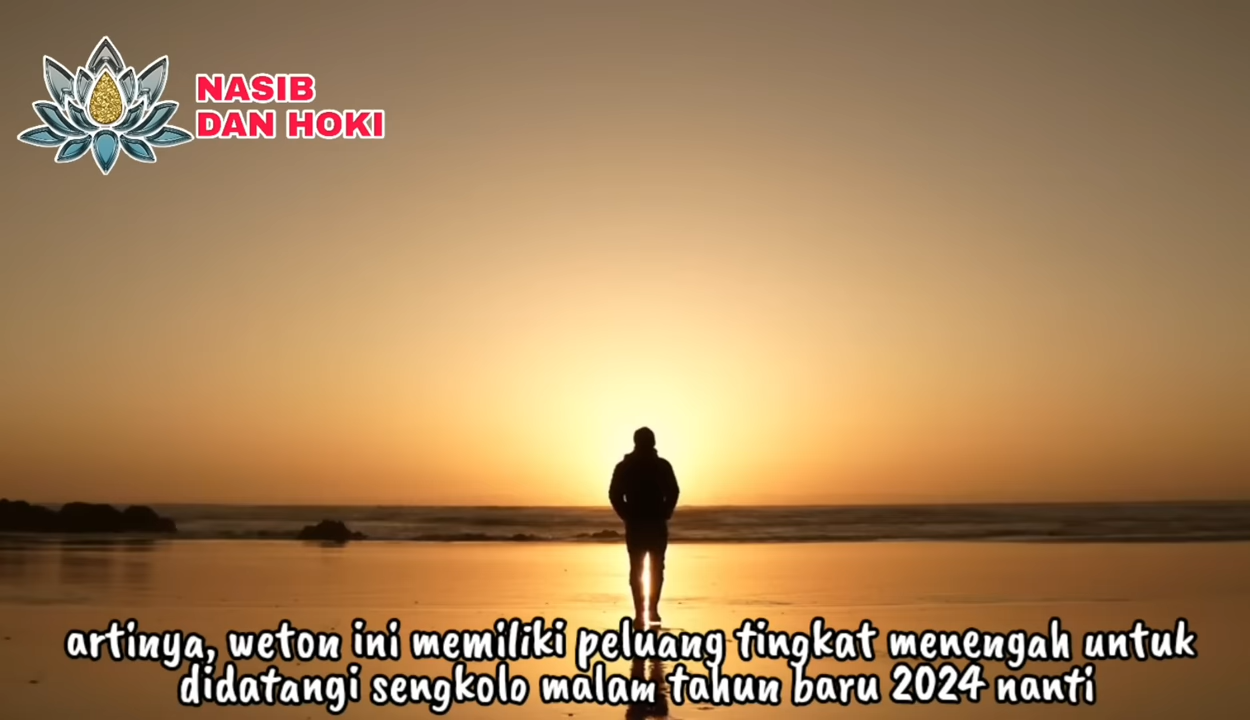 NASIB
DAN HOKI
artinya, weton ini memiliki peluang tingkat menengah untuk
didatangi sengkolo malam tahun baru 2024 nanti